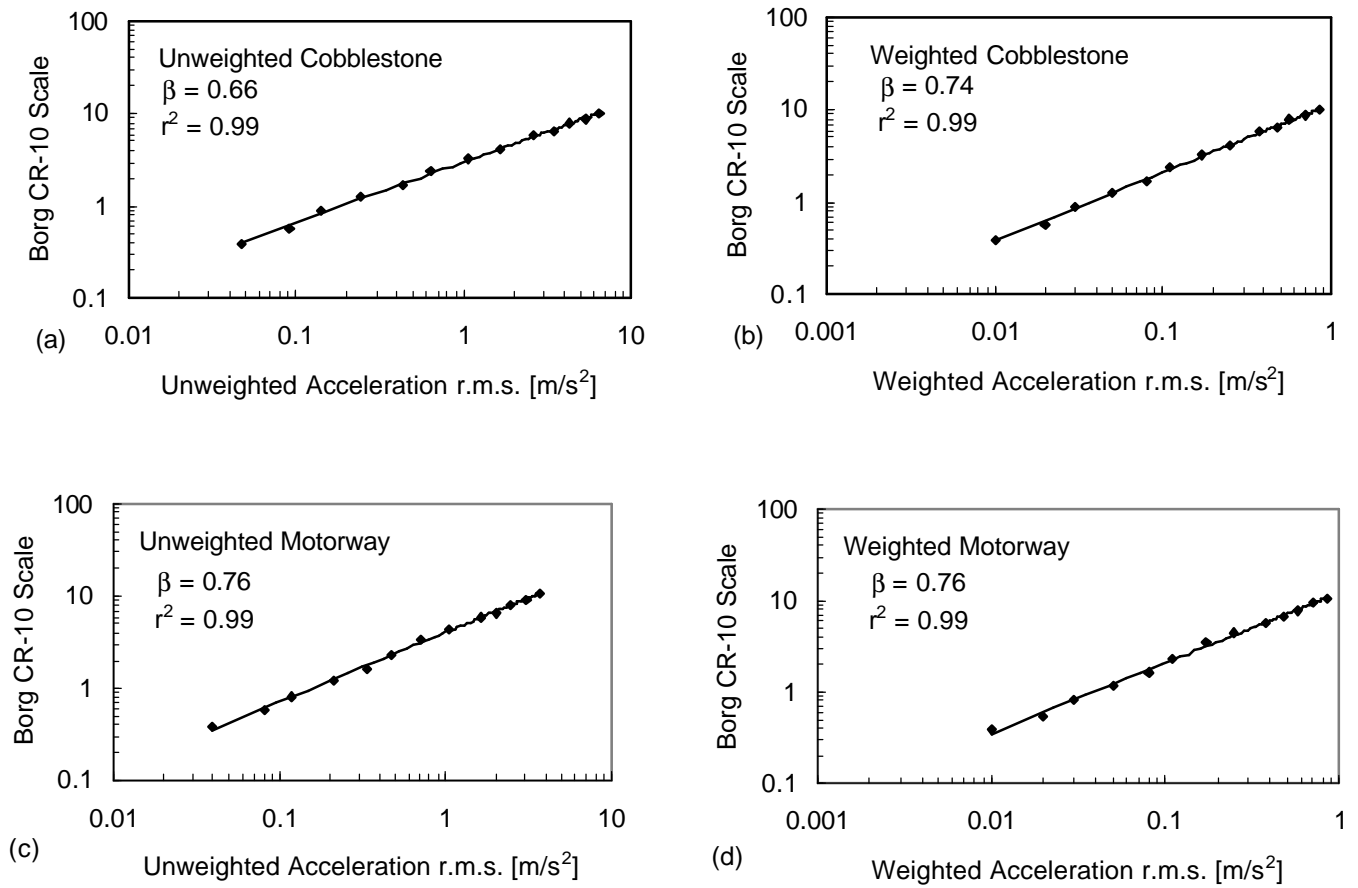 100
10
1
0.1
Borg CR-10 Scale
Unweighted Cobblestone
β = 0.66
r² = 0.99
0.01 0.1 1 10
(a)
Unweighted Acceleration r.m.s. [m/s²]
100
10
1
0.1
Borg CR-10 Scale
Weighted Cobblestone
β = 0.74
r² = 0.99
0.001 0.01 0.1 1
(b)
Weighted Acceleration r.m.s. [m/s²]
100
10
1
0.1
Borg CR-10 Scale
Unweighted Motorway
β = 0.76
r² = 0.99
0.01 0.1 1 10
(c)
Unweighted Acceleration r.m.s. [m/s²]
100
10
1
0.1
Borg CR-10 Scale
Weighted Motorway
β = 0.76
r² = 0.99
0.001 0.01 0.1 1
(d)
Weighted Acceleration r.m.s. [m/s²]